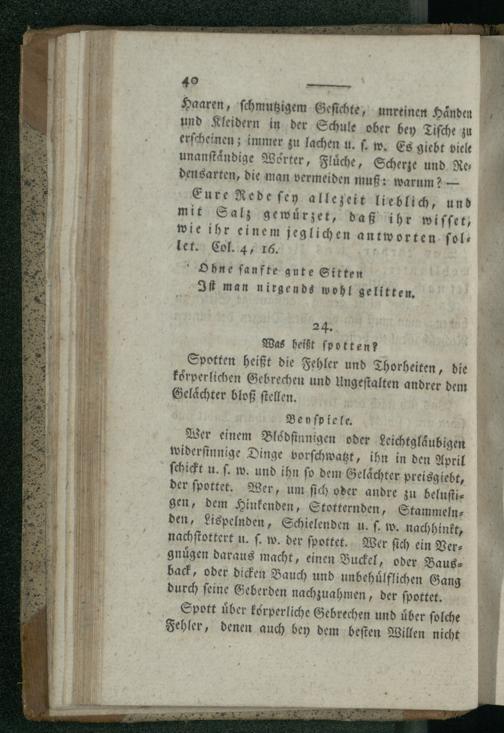 40
Haaren, schmutzigem Gesichte, unreinen Händen
und Kleidern in der Schule ober bey Tische zu
erscheinen; immer zu lachen u. s. w. Es giebt viele
unanständige Wörter, Flüche, Scherze und Re-
densarten, die man vermeiden muß: warum? —
Eure Rede sey allezeit lieblich, und
mit Salz gewürzet, daß ihr wisset,
wie ihr einem jeglichen antworten sol-
let. Col. 4, 16.
Ohne sanfte gute Sitten
Ist man nirgends wohl gelitten.
24.
Was heißt spotten?
Spotten heißt die Fehler und Thorheiten, die
körperlichen Gebrechen und Ungestalten andrer dem
Gelächter bloß stellen.
Beyspiele.
Wer einem Blödsinnigen oder Leichtgläubigen
widersinnige Dinge vorschwatzt, ihn in den April
schickt u. s. w. und ihn so dem Gelächter preisgiebt,
der spottet. Wer, um sich oder andre zu belusti-
gen, dem Hinkenden, Stotternden, Stammeln-
den, Lispelnden, Schielenden u. s. w. nachhinkt,
nachstottert u. s. w. der spottet. Wer sich ein Ver-
gnügen daraus macht, einen Buckel, oder Baus-
back, oder dicken Bauch und unbehülflichen Gang
durch seine Geberden nachzuahmen, der spottet.
Spott über körperliche Gebrechen und über solche
Fehler, denen auch bey dem besten Willen nicht